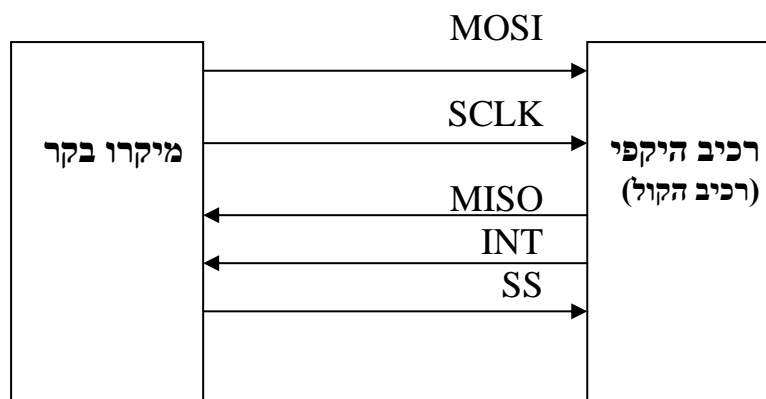 MOSI
SCLK
מיקרו בקר
רכיב היקפי
(רכיב הקול)
MISO
INT
SS